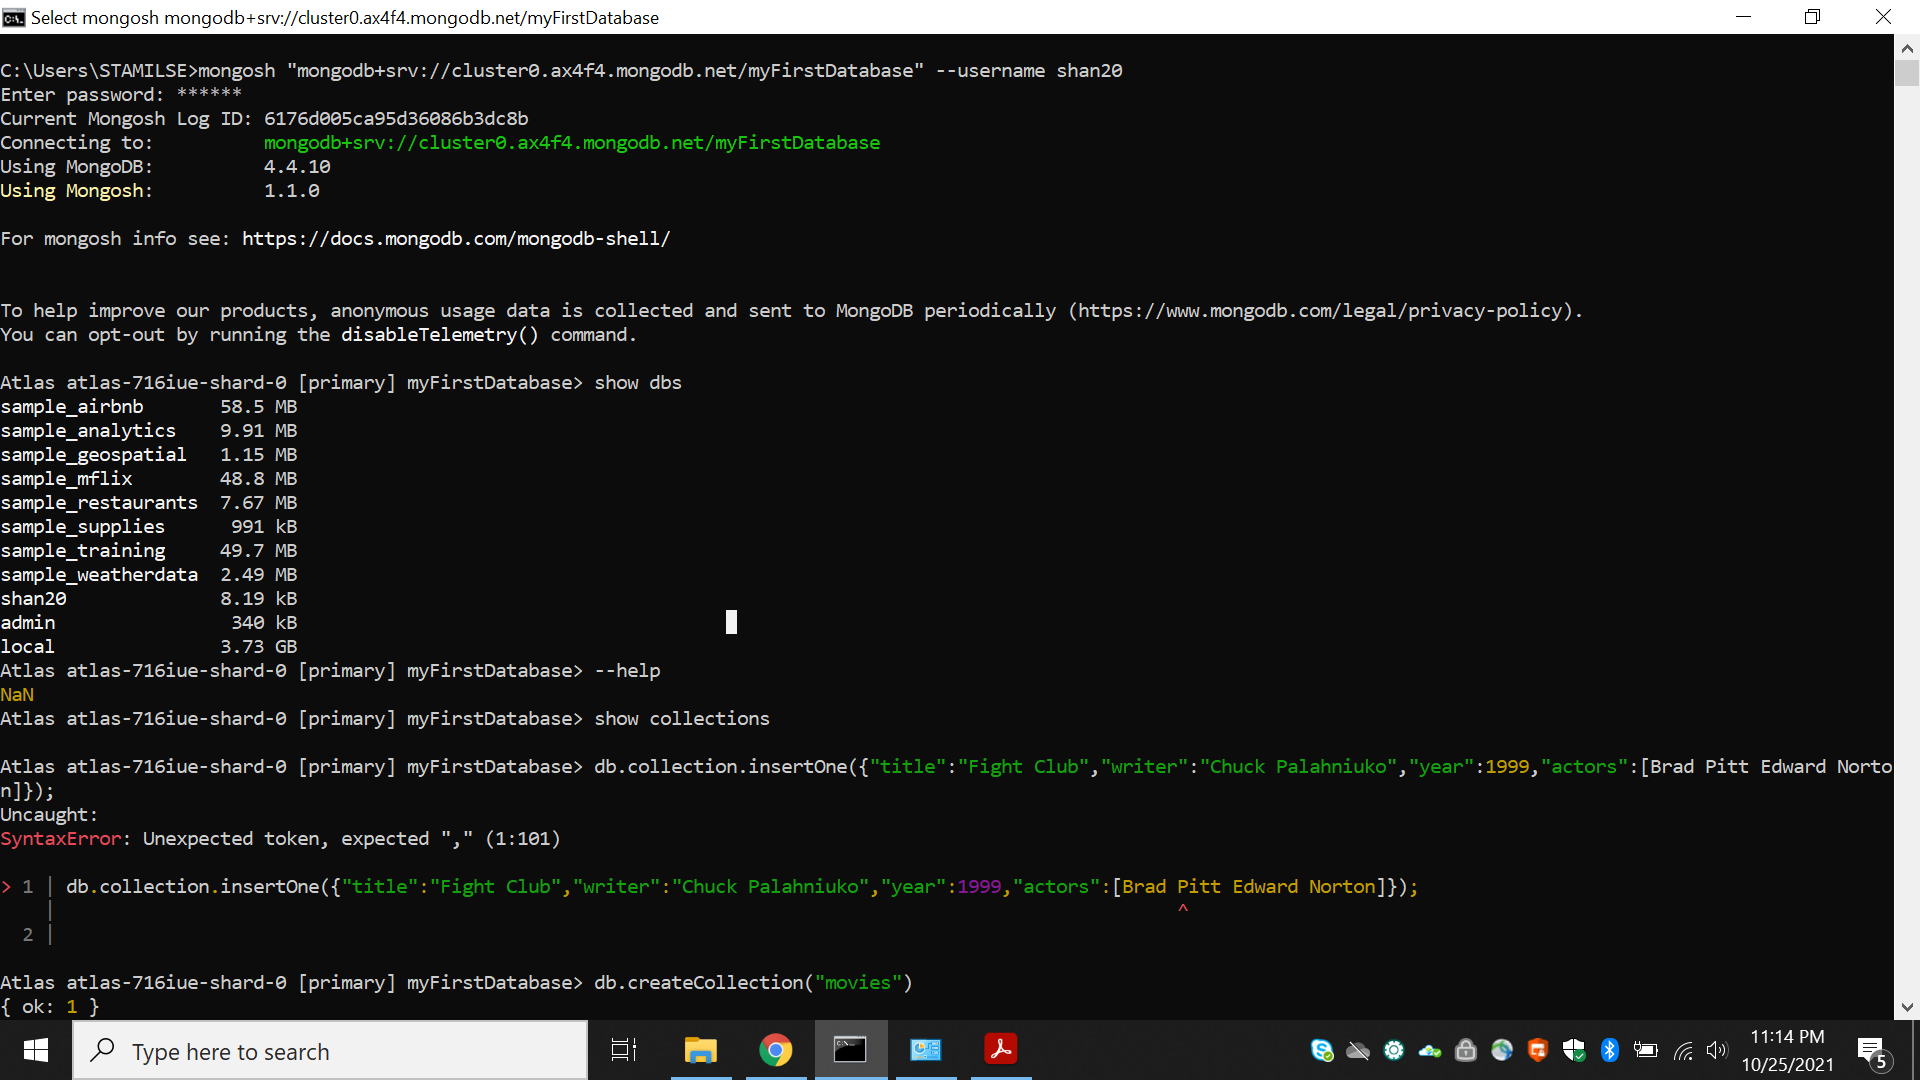 Select mongosh mongodb+srv://cluster0.ax4f4.mongodb.net/myFirstDatabase
C:\Users\STAMILSE>mongosh "mongodb+srv://cluster0.ax4f4.mongodb.net/myFirstDatabase" --username shan20
Enter password: ******
Current Mongosh Log ID: 6176d005ca95d36086b3dc8b
Connecting to:          mongodb+srv://cluster0.ax4f4.mongodb.net/myFirstDatabase
Using MongoDB:          4.4.10
Using Mongosh:          1.1.0
For mongosh info see: https://docs.mongodb.com/mongodb-shell/
To help improve our products, anonymous usage data is collected and sent to MongoDB periodically (https://www.mongodb.com/legal/privacy-policy).
You can opt-out by running the disableTelemetry() command.
Atlas atlas-716iue-shard-0 [primary] myFirstDatabase> show dbs
sample_airbnb       58.5 MB
sample_analytics    9.91 MB
sample_geospatial   1.15 MB
sample_mflix        48.8 MB
sample_restaurants  7.67 MB
sample_supplies      991 kB
sample_training     49.7 MB
sample_weatherdata  2.49 MB
shan20              8.19 kB
admin                340 kB
local               3.73 GB
Atlas atlas-716iue-shard-0 [primary] myFirstDatabase> --help
NaN
Atlas atlas-716iue-shard-0 [primary] myFirstDatabase> show collections
Atlas atlas-716iue-shard-0 [primary] myFirstDatabase> db.collection.insertOne({"title":"Fight Club","writer":"Chuck Palahniuko","year":1999,"actors":[Brad Pitt Edward Norto
n]});
Uncaught:
SyntaxError: Unexpected token, expected "," (1:101)
> 1 | db.collection.insertOne({"title":"Fight Club","writer":"Chuck Palahniuko","year":1999,"actors":[Brad Pitt Edward Norton]});
    |                                                                                                      ^
  2 |
Atlas atlas-716iue-shard-0 [primary] myFirstDatabase> db.createCollection("movies")
{ ok: 1 }
Type here to search
11:14 PM
10/25/2021
5